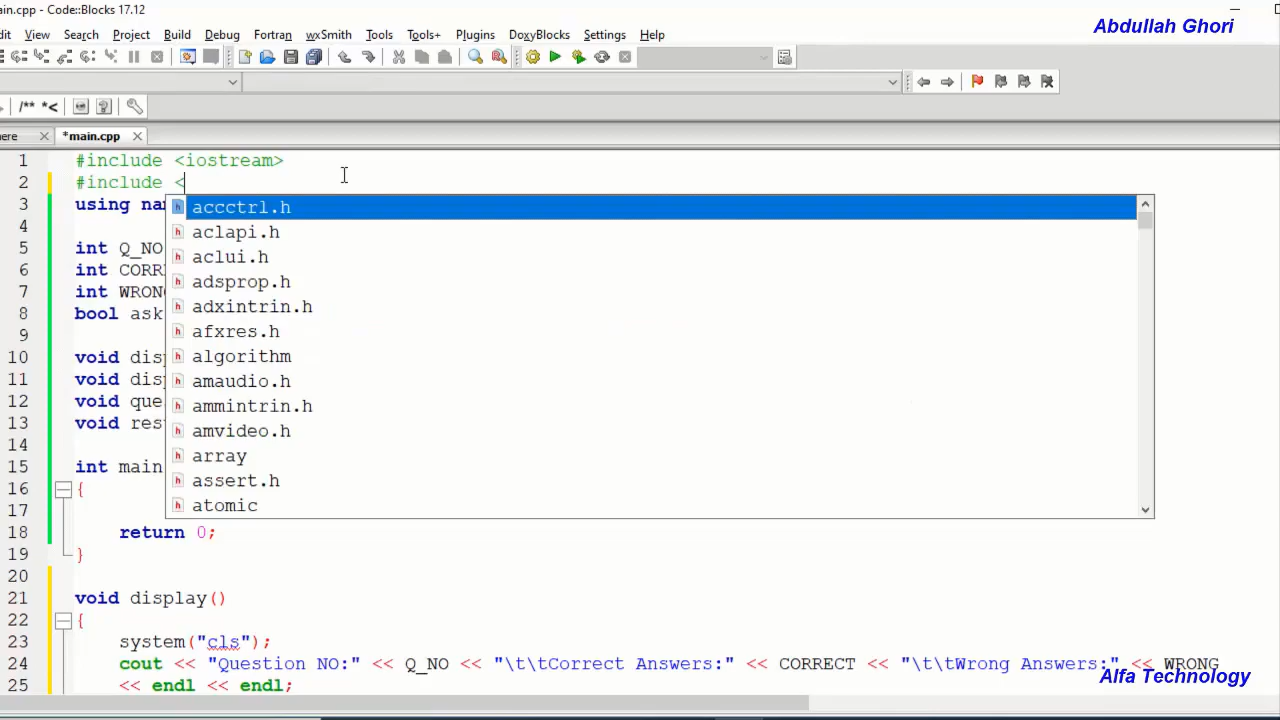 ain.cpp - Code::Blocks 17.12
Abdullah Ghori
dit View Search Project Build Debug Fortran wxSmith Tools Tools+ Plugins DoxyBlocks Settings Help
/** *<
ere *main.cpp
1 #include <iostream>
2 #include <
3 using nam
accctrl.h
4
aclapi.h
5 int Q_NO
aclui.h
6 int CORR
adsprop.h
7 int WRON
adxintrin.h
8 bool ask
afxres.h
9
algorithm
10 void disp
amaudio.h
11 void disp
ammintrin.h
12 void que
amvideo.h
13 void res
14
array
15 int main
assert.h
16 {
atomic
17
18 return 0;
19 }
20
21 void display()
22 {
23 system("cls");
24 cout << "Question NO:" << Q_NO << "\t\tCorrect Answers:" << CORRECT << "\t\tWrong Answers:" << WRONG
25 << endl << endl;
Alfa Technology